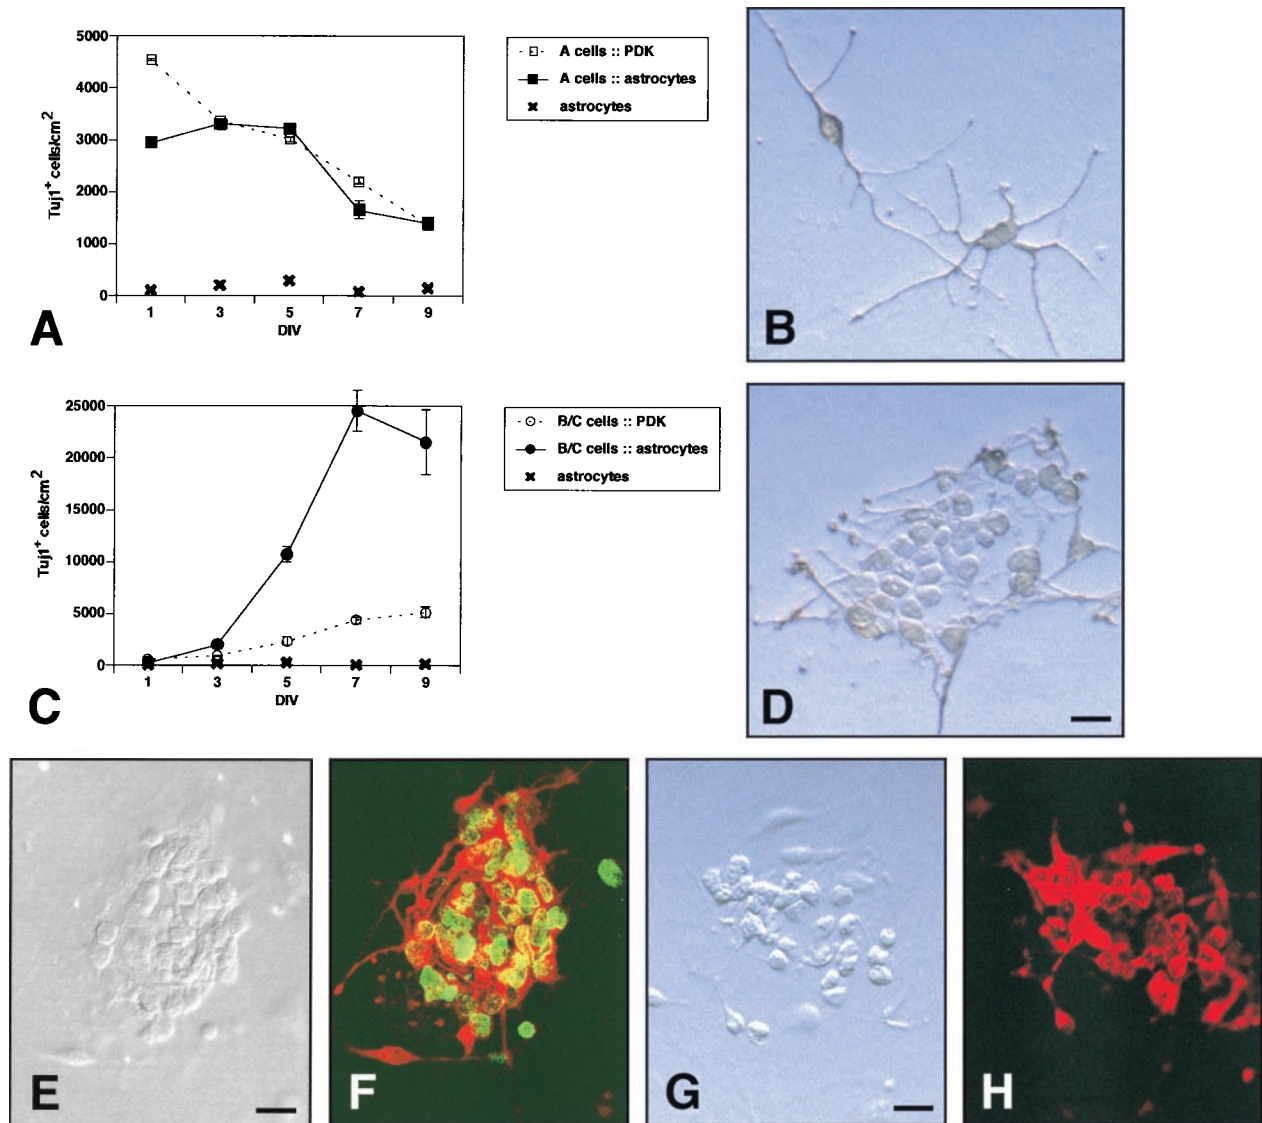 5000
4000
3000
2000
1000
0
Tuj1+ cells/cm2
1 3 5 7 9
DIV
A
A cells :: PDK
A cells :: astrocytes
astrocytes
B
25000
20000
15000
10000
5000
0
Tuj1+ cells/cm2
1 3 5 7 9
DIV
C
B/C cells :: PDK
B/C cells :: astrocytes
astrocytes
D
E
F
G
H